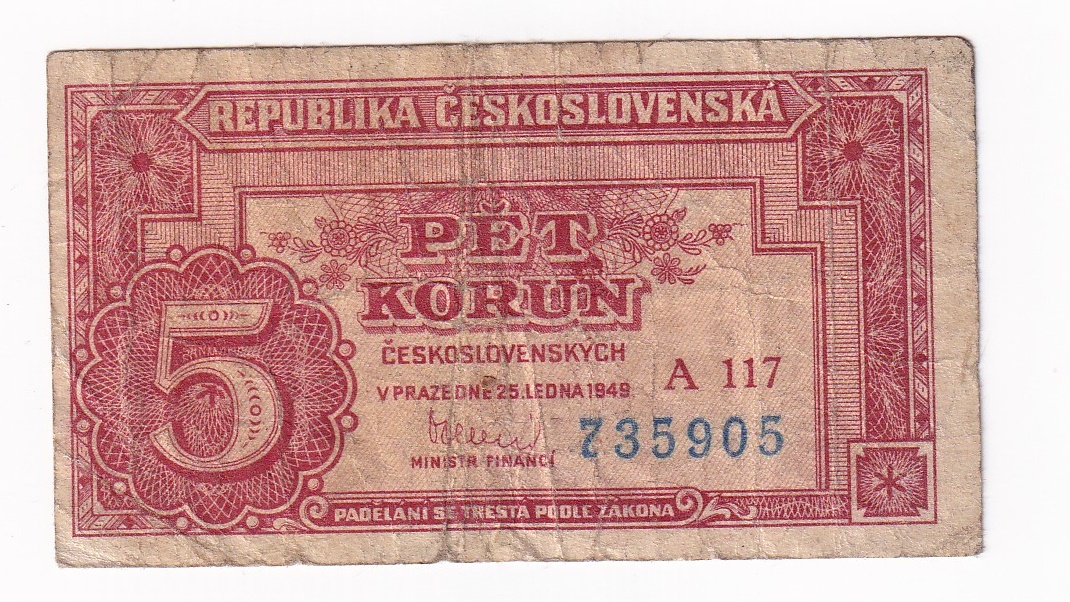 REPUBLIKA ČESKOSLOVENSKÁ
PĚT
KORUN
ČESKOSLOVENSKÝCH
V PRAZE DNE 25. LEDNA 1949
A 117
735905
MINISTR FINANCÍ
5
PADĚLÁNÍ SE TRESTÁ PODLE ZÁKONA